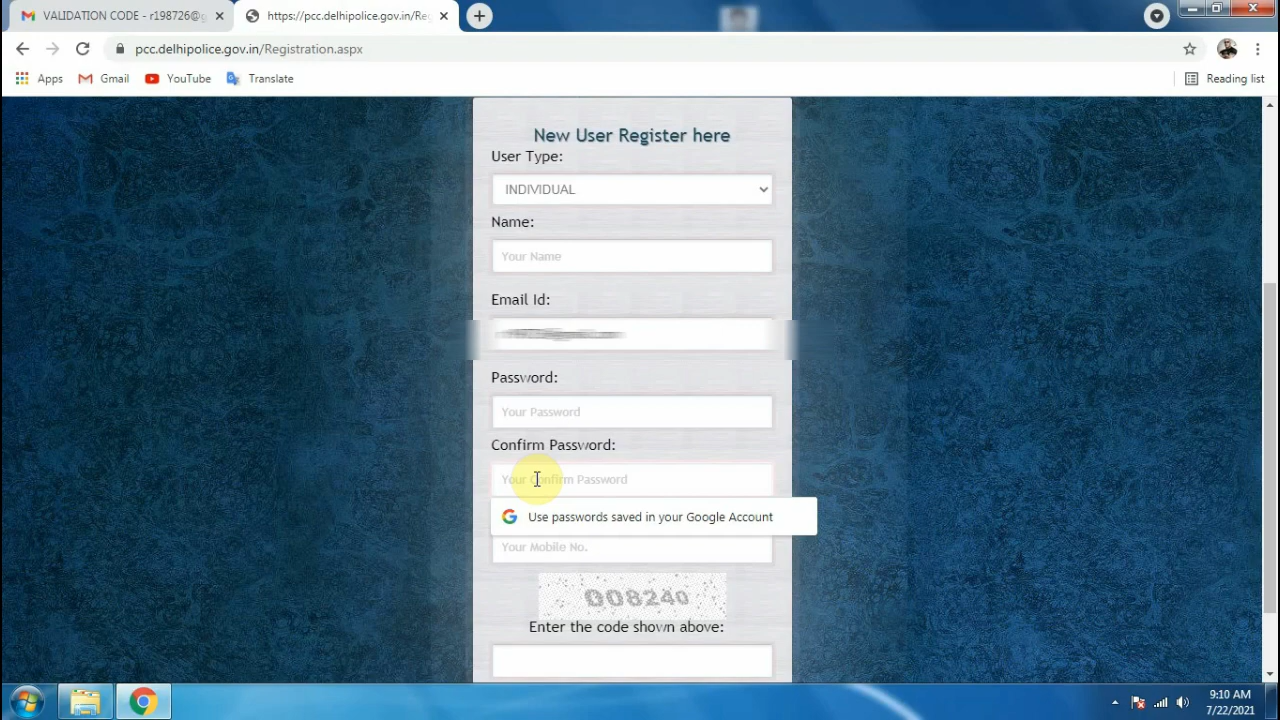 VALIDATION CODE - r198726@g
https://pcc.delhipolice.gov.in/Reg
pcc.delhipolice.gov.in/Registration.aspx
Apps
Gmail
YouTube
Translate
Reading list
New User Register here
User Type:
INDIVIDUAL
Name:
Your Name
Email Id:
Password:
Your Password
Confirm Password:
Your Confirm Password
Use passwords saved in your Google Account
Your Mobile No.
008240
Enter the code shown above:
9:10 AM
7/22/2021